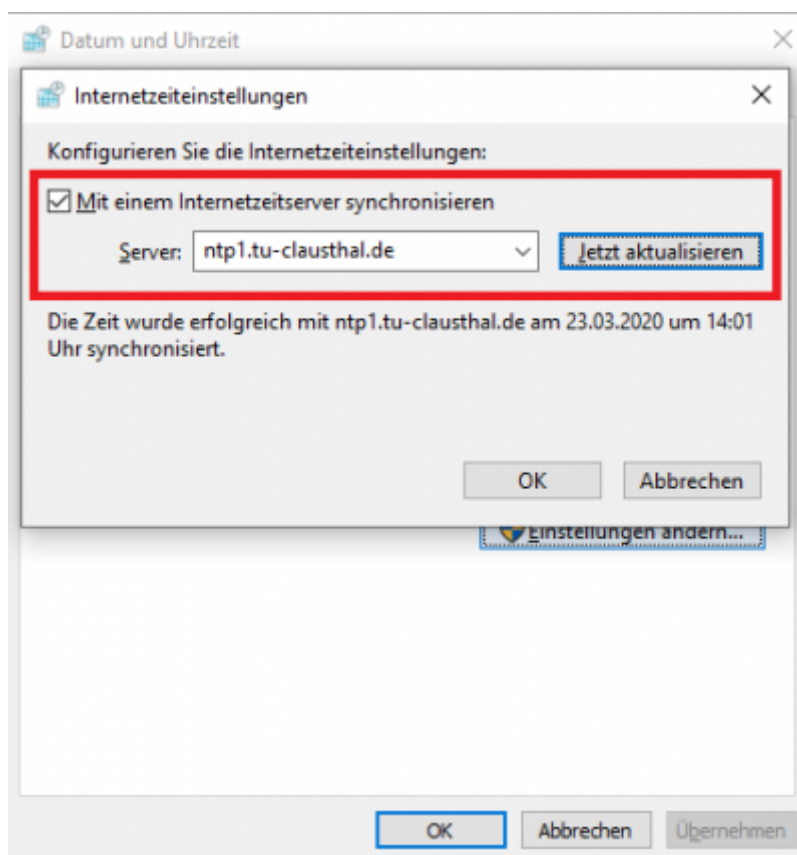 Datum und Uhrzeit
Internetzeiteinstellungen
Konfigurieren Sie die Internetzeiteinstellungen:
Mit einem Internetzeitserver synchronisieren
Server: ntp1.tu-clausthal.de Jetzt aktualisieren
Die Zeit wurde erfolgreich mit ntp1.tu-clausthal.de am 23.03.2020 um 14:01
Uhr synchronisiert.
OK Abbrechen
Einstellungen ändern...
OK Abbrechen Übernehmen